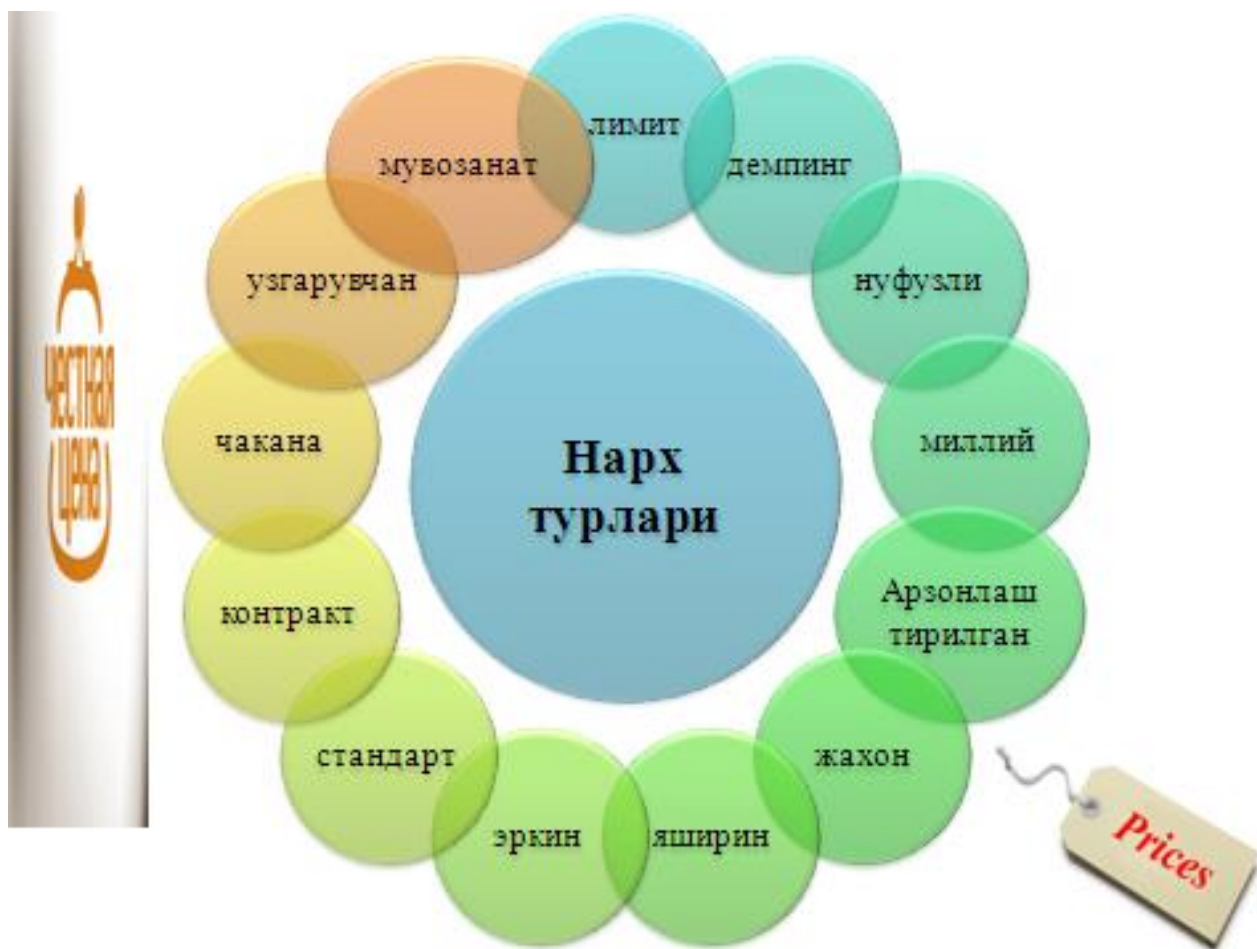 лимит
демпинг
нуфузли
миллий
Арзонлаш
тирилган
жахон
яширин
эркин
стандарт
контракт
чакана
узгарувчан
мувозанат
Нарх
турлари
честная
цена
Prices